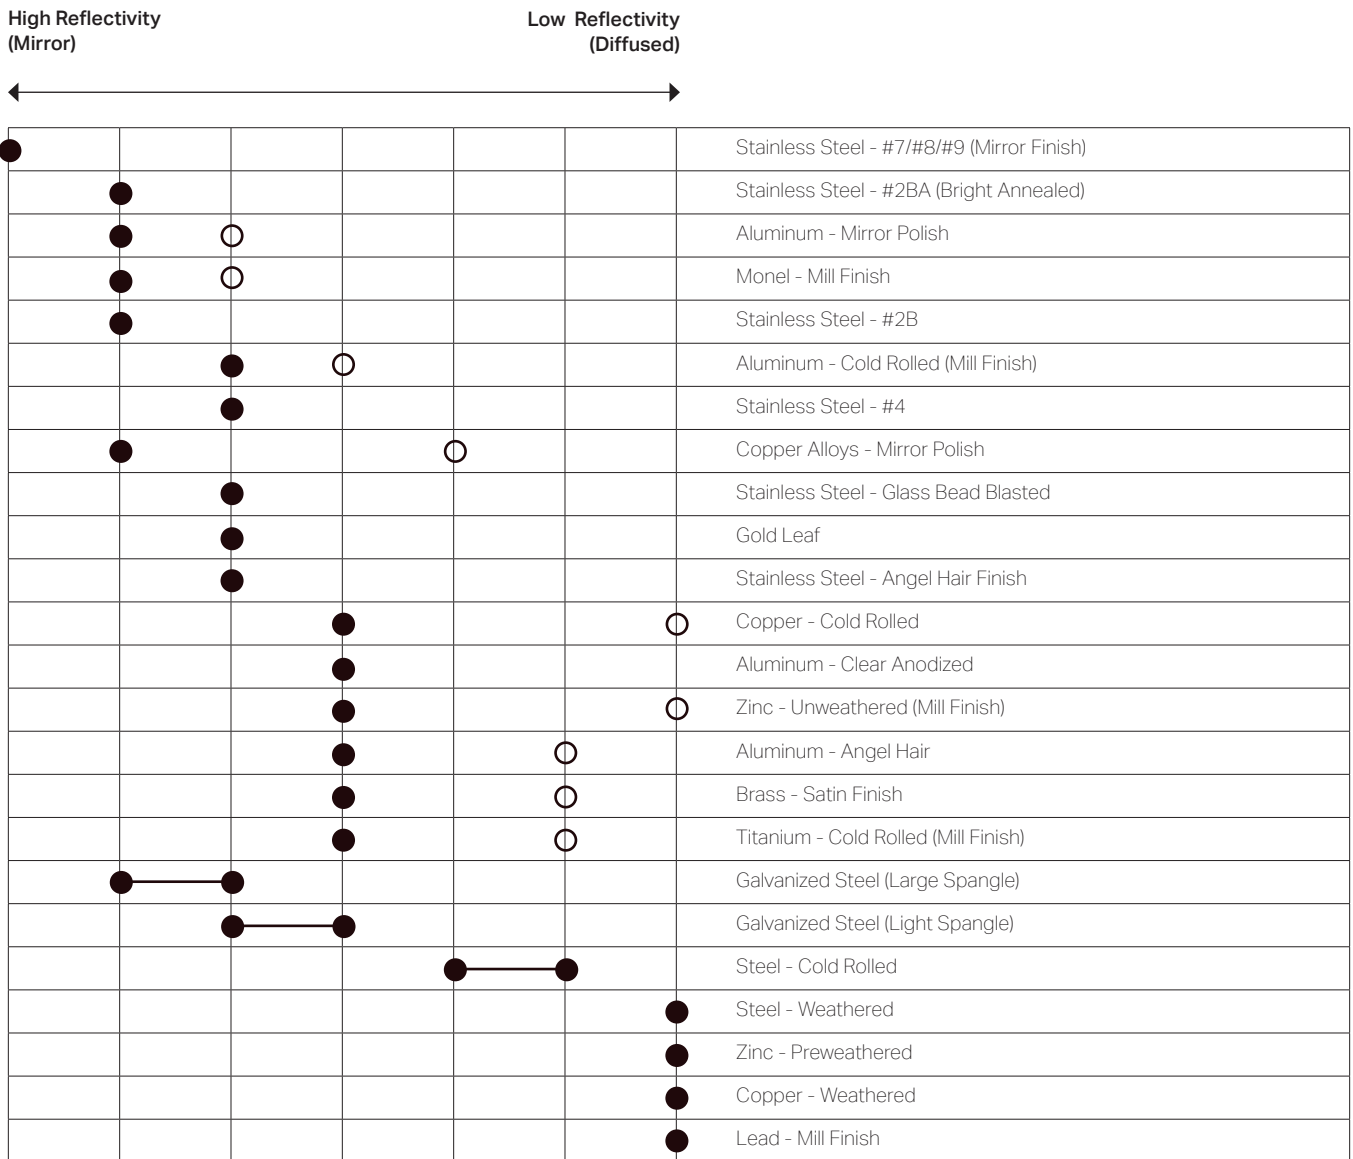 High Reflectivity
(Mirror)
Low Reflectivity
(Diffused)
Stainless Steel - #7/#8/#9 (Mirror Finish)
Stainless Steel - #2BA (Bright Annealed)
Aluminum - Mirror Polish
Monel - Mill Finish
Stainless Steel - #2B
Aluminum - Cold Rolled (Mill Finish)
Stainless Steel - #4
Copper Alloys - Mirror Polish
Stainless Steel - Glass Bead Blasted
Gold Leaf
Stainless Steel - Angel Hair Finish
Copper - Cold Rolled
Aluminum - Clear Anodized
Zinc - Unweathered (Mill Finish)
Aluminum - Angel Hair
Brass - Satin Finish
Titanium - Cold Rolled (Mill Finish)
Galvanized Steel (Large Spangle)
Galvanized Steel (Light Spangle)
Steel - Cold Rolled
Steel - Weathered
Zinc - Preweathered
Copper - Weathered
Lead - Mill Finish